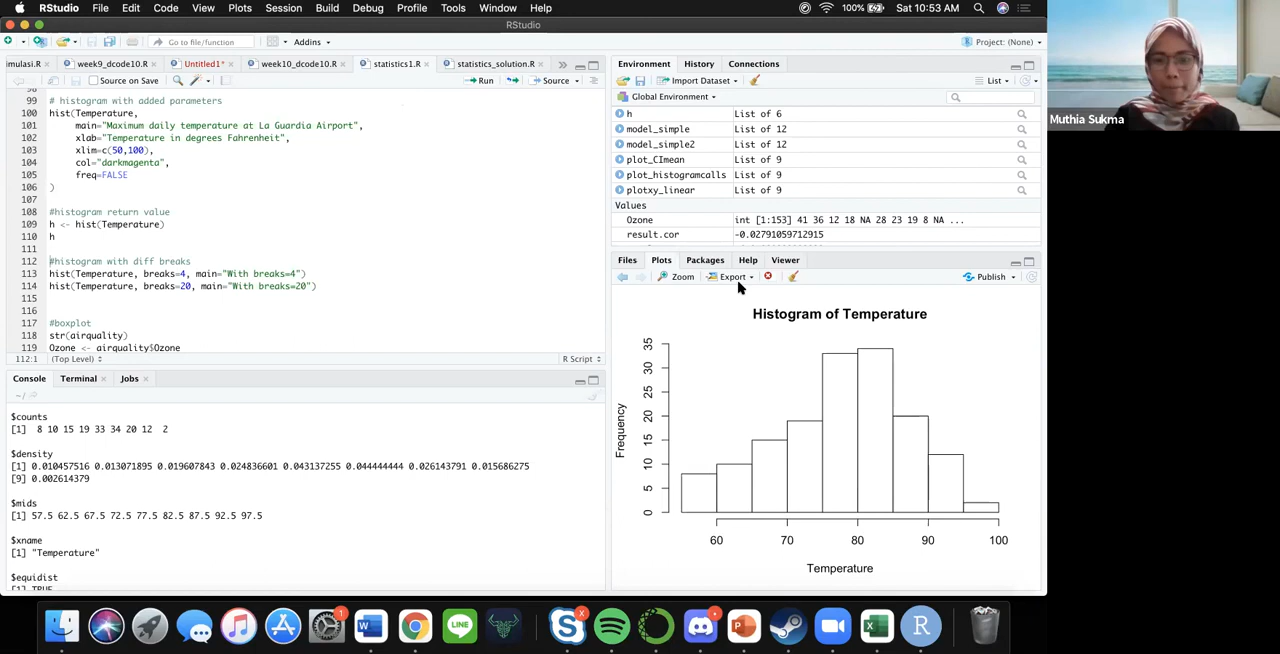 RStudio File Edit Code View Plots Session Build Debug Profile Tools Window Help 100% Sat 10:53 AM
RStudio
Go to file/function Addins Project: (None)
imulasi.R week9_dcode10.R Untitled1* week10_dcode10.R statistics1.R statistics_solution.R
Source on Save Run Source
99 # histogram with added parameters
100 hist(Temperature,
101 main="Maximum daily temperature at La Guardia Airport",
102 xlab="Temperature in degrees Fahrenheit",
103 xlim=c(50,100),
104 col="darkmagenta",
105 freq=FALSE
106 )
107
108 #histogram return value
109 h <- hist(Temperature)
110 h
111
112 #histogram with diff breaks
113 hist(Temperature, breaks=4, main="With breaks=4")
114 hist(Temperature, breaks=20, main="With breaks=20")
115
116
117 #boxplot
118 str(airquality)
119 Ozone <- airquality$Ozone
112:1 (Top Level) R Script
Console Terminal Jobs
~/
$counts
[1] 8 10 15 19 33 34 20 12 2
$density
[1] 0.010457516 0.013071895 0.019607843 0.024836601 0.043137255 0.044444444 0.026143791 0.015686275
[9] 0.002614379
$mids
[1] 57.5 62.5 67.5 72.5 77.5 82.5 87.5 92.5 97.5
$xname
[1] "Temperature"
$equidist
[1] TRUE
Environment History Connections
Import Dataset List
Global Environment
h List of 6
model_simple List of 12
model_simple2 List of 12
plot_CImean List of 9
plot_histogramcalls List of 9
plotxy_linear List of 9
Values
Ozone int [1:153] 41 36 12 18 NA 28 23 19 8 NA ...
result.cor -0.02791059712915
Files Plots Packages Help Viewer
Zoom Export Publish
Histogram of Temperature
Frequency
35
30
25
20
15
10
5
0
60 70 80 90 100
Temperature
Muthia Sukma
1
LINE
W
X
P
X
R